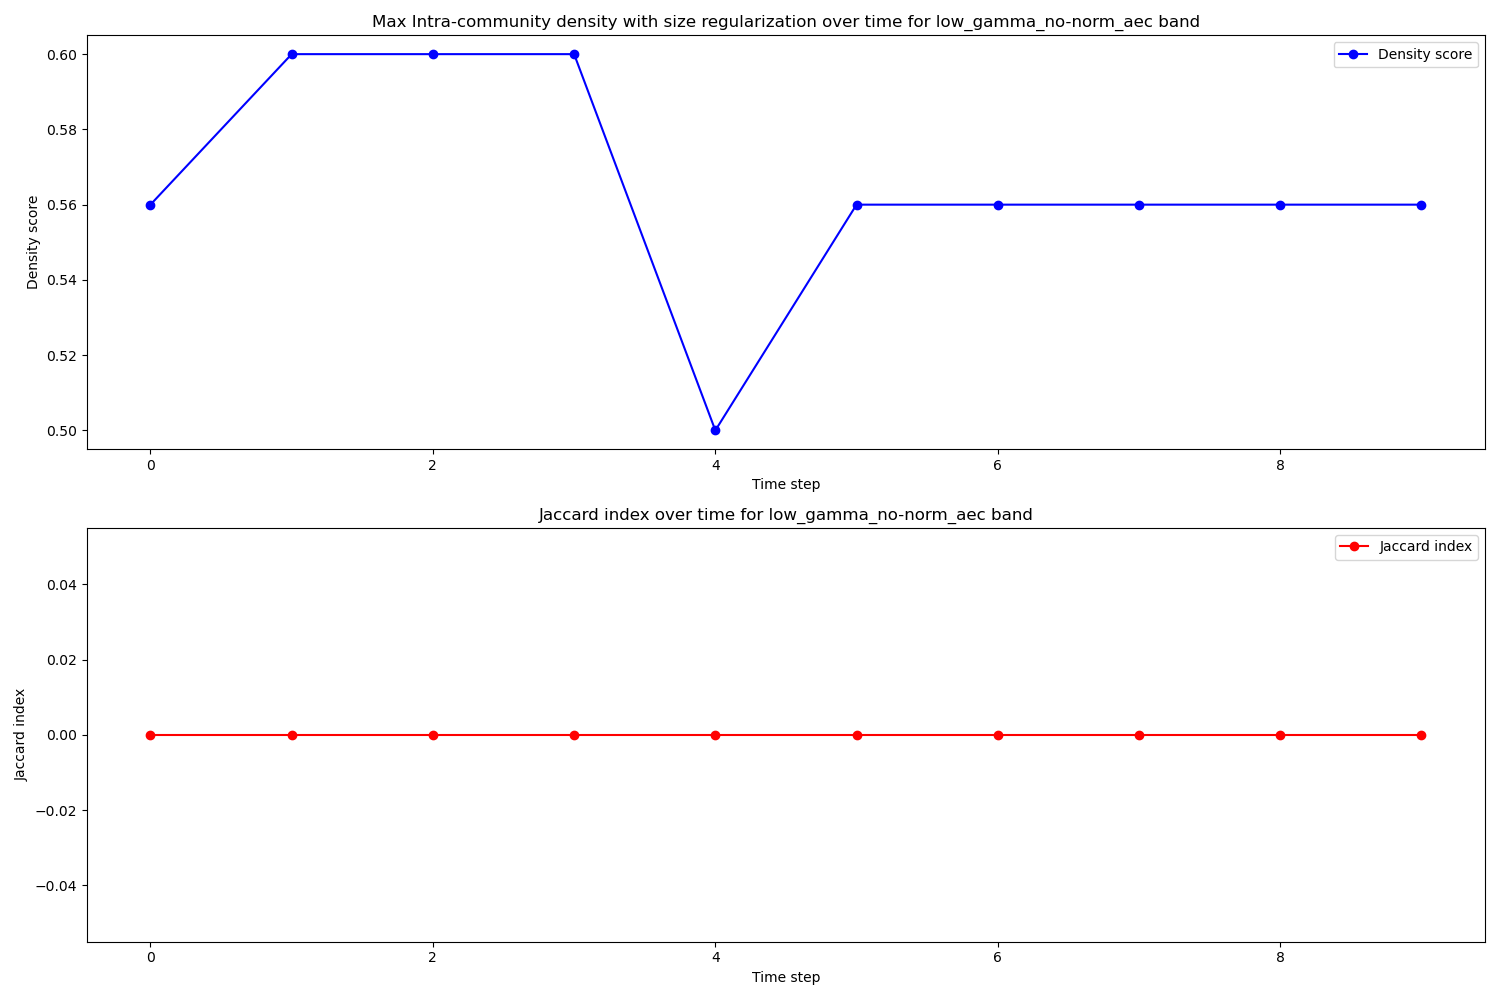 Max Intra-community density with size regularization over time for low_gamma_no-norm_aec band
Density score
0.60
0.58
0.56
0.54
0.52
0.50
Density score
0 2 4 6 8
Time step
Jaccard index over time for low_gamma_no-norm_aec band
Jaccard index
0.04
0.02
0.00
−0.02
−0.04
Jaccard index
0 2 4 6 8
Time step